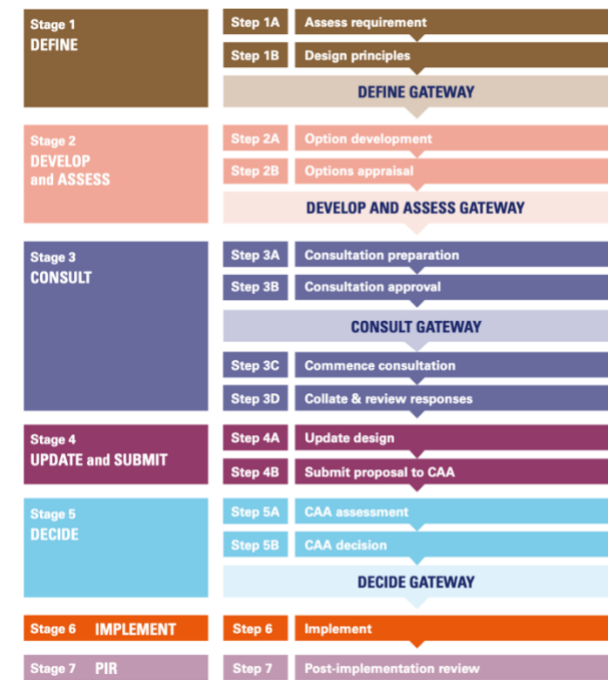 Stage 1
DEFINE
Step 1A Assess requirement
Step 1B Design principles
DEFINE GATEWAY
Stage 2
DEVELOP
and ASSESS
Step 2A Option development
Step 2B Options appraisal
DEVELOP AND ASSESS GATEWAY
Stage 3
CONSULT
Step 3A Consultation preparation
Step 3B Consultation approval
CONSULT GATEWAY
Step 3C Commence consultation
Step 3D Collate & review responses
Stage 4
UPDATE and SUBMIT
Step 4A Update design
Step 4B Submit proposal to CAA
Stage 5
DECIDE
Step 5A CAA assessment
Step 5B CAA decision
DECIDE GATEWAY
Stage 6 IMPLEMENT
Step 6 Implement
Stage 7 PIR
Step 7 Post-implementation review